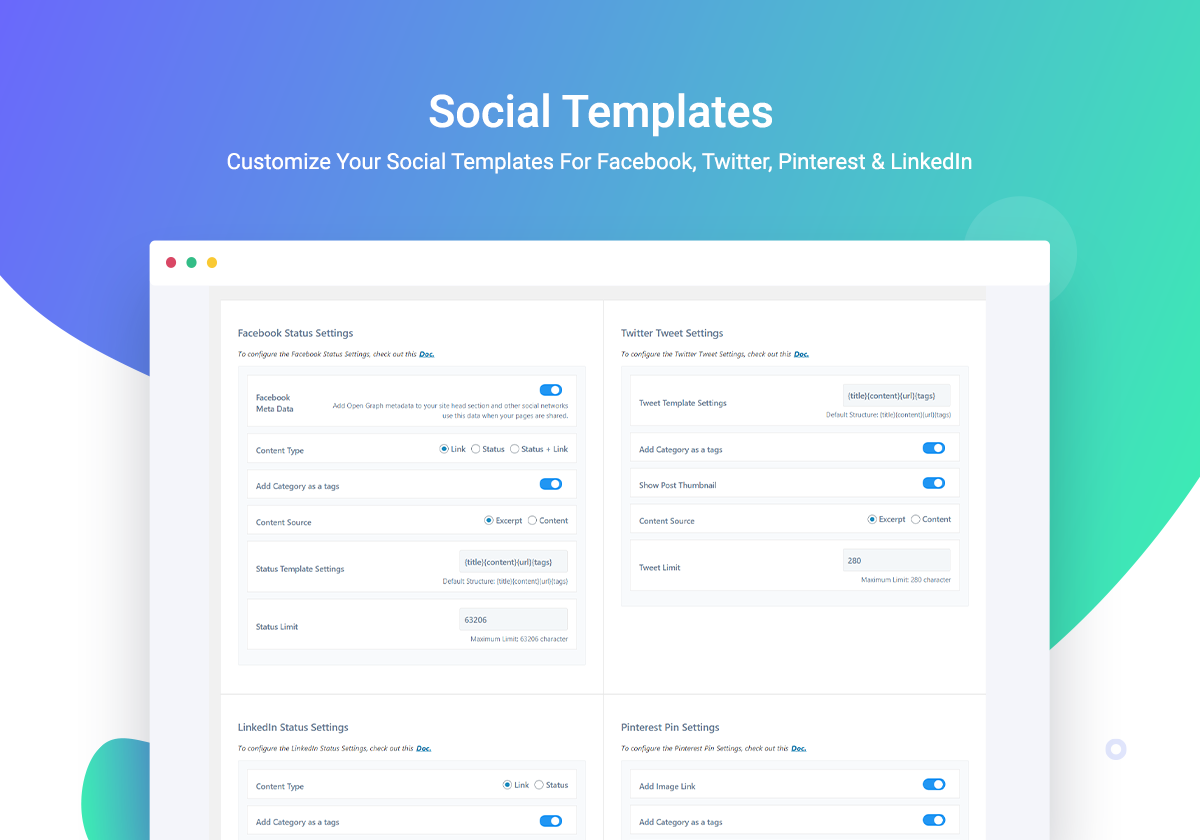 Social Templates
Customize Your Social Templates For Facebook, Twitter, Pinterest & LinkedIn
Facebook Status Settings
To configure the Facebook Status Settings, check out this Doc.
Facebook
Meta Data
Add Open Graph metadata to your site head section and other social networks
use this data when your pages are shared.
Content Type
Link Status Status + Link
Add Category as a tags
Content Source
Excerpt Content
Status Template Settings
{title}{content}{url}{tags}
Default Structure: {title}{content}{url}{tags}
Status Limit
63206
Maximum Limit: 63206 character
Twitter Tweet Settings
To configure the Twitter Tweet Settings, check out this Doc.
Tweet Template Settings
{title}{content}{url}{tags}
Default Structure: {title}{content}{url}{tags}
Add Category as a tags
Show Post Thumbnail
Content Source
Excerpt Content
Tweet Limit
280
Maximum Limit: 280 character
LinkedIn Status Settings
To configure the LinkedIn Status Settings, check out this Doc.
Content Type
Link Status
Add Category as a tags
Pinterest Pin Settings
To configure the Pinterest Pin Settings, check out this Doc.
Add Image Link
Add Category as a tags